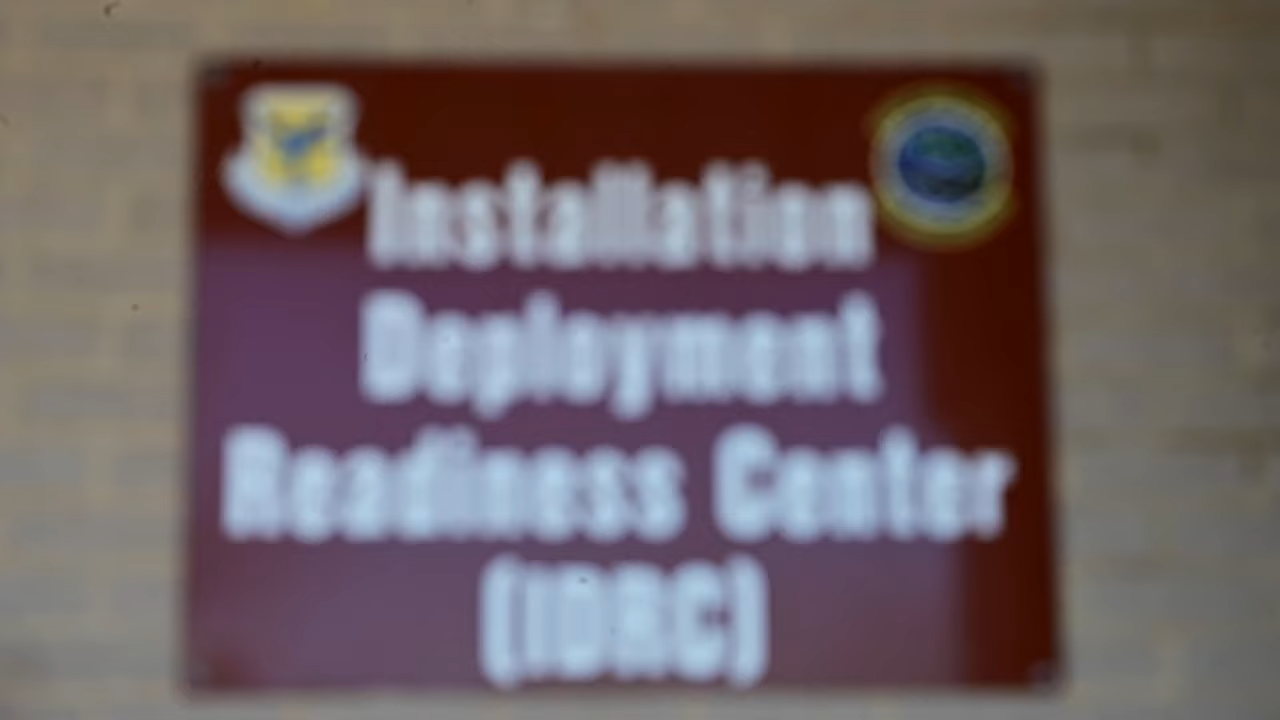 Installation
Deployment
Readiness Center
(IDRC)